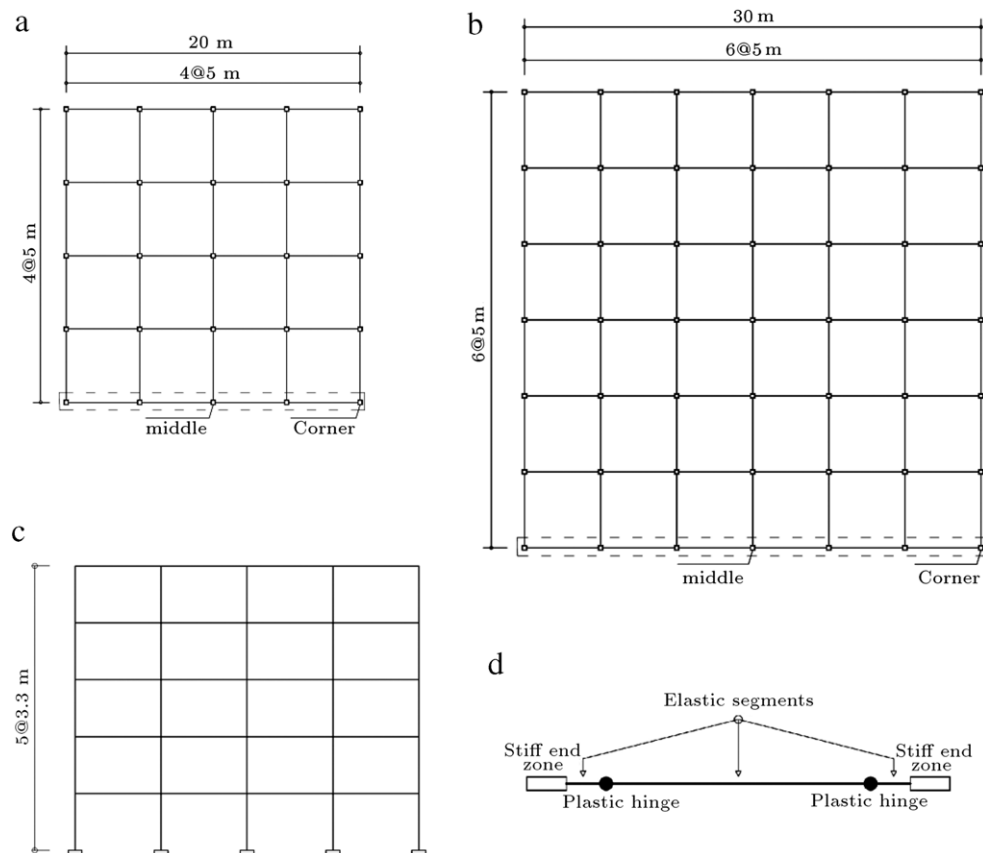 a
20 m
4@5 m
4@5 m
middle
Corner
b
30 m
6@5 m
6@5 m
middle
Corner
c
5@3.3 m
d
Elastic segments
Stiff end
zone
Stiff end
zone
Plastic hinge
Plastic hinge